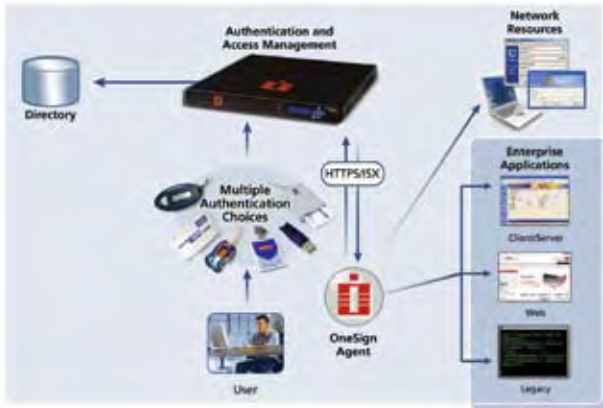 Authentication and
Access Management
Network
Resources
Directory
HTTPS/ISX
Multiple
Authentication
Choices
Enterprise
Applications
Client/Server
Web
OneSign
Agent
User
Legacy